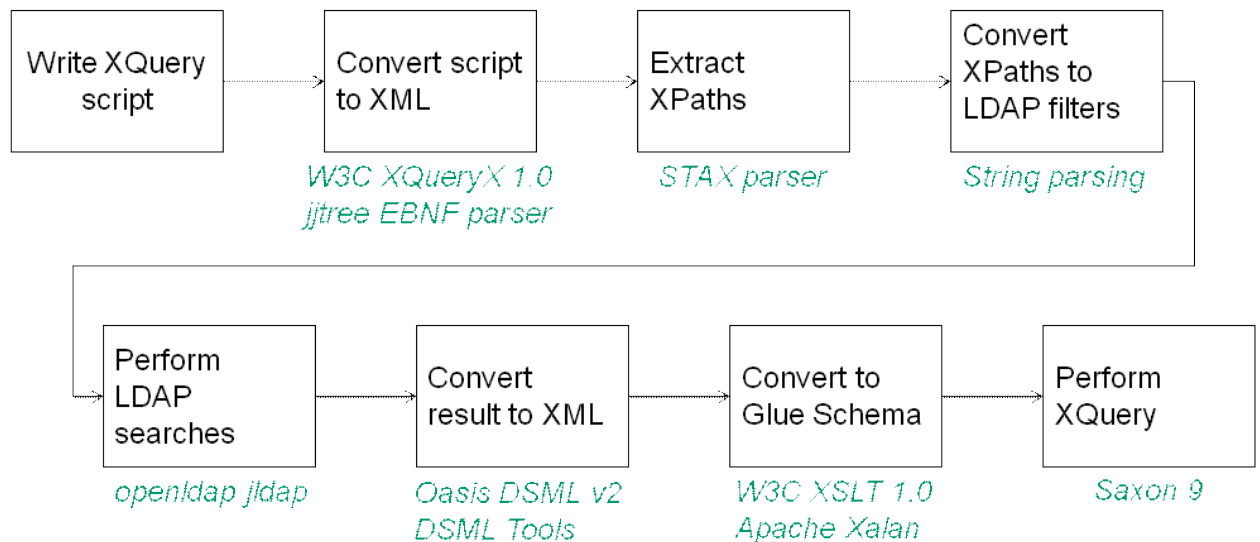 Write XQuery
script
Convert script
to XML
Extract
XPaths
Convert
XPaths to
LDAP filters
W3C XQueryX 1.0
jjtree EBNF parser
STAX parser
String parsing
Perform
LDAP
searches
Convert
result to XML
Convert to
Glue Schema
Perform
XQuery
openldap jldap
Oasis DSML v2
DSML Tools
W3C XSLT 1.0
Apache Xalan
Saxon 9